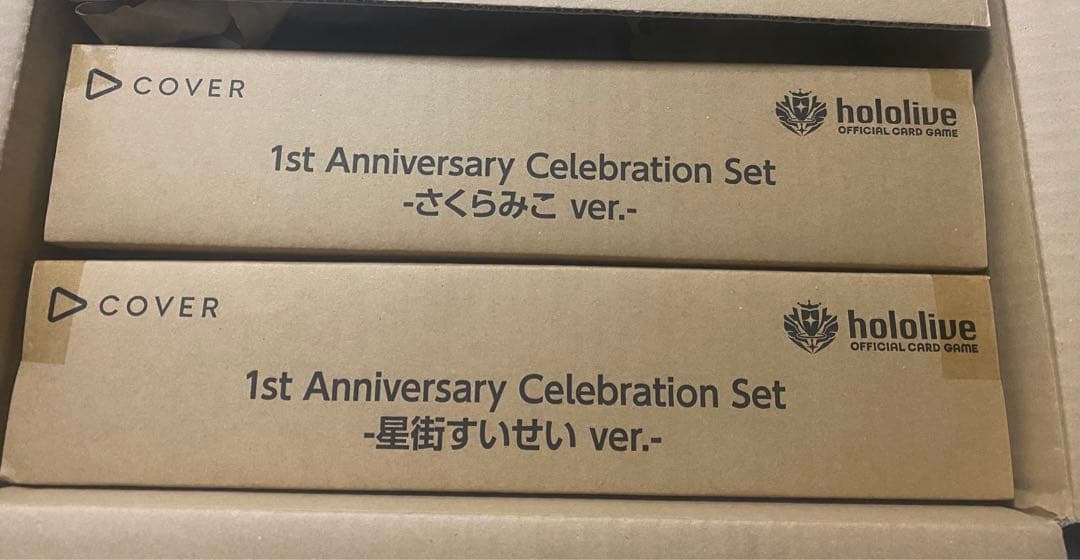 COVER
hololive
OFFICIAL CARD GAME
1st Anniversary Celebration Set
-さくらみこ ver.-
COVER
hololive
OFFICIAL CARD GAME
1st Anniversary Celebration Set
-星街すいせい ver.-